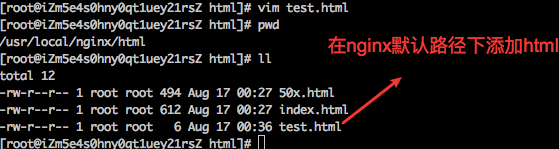 [root@iZm5e4s0hny0qt1uey21rsZ html]# vim test.html
[root@iZm5e4s0hny0qt1uey21rsZ html]# pwd
/usr/local/nginx/html
[root@iZm5e4s0hny0qt1uey21rsZ html]# ll
total 12
-rw-r--r-- 1 root root 494 Aug 17 00:27 50x.html
-rw-r--r-- 1 root root 612 Aug 17 00:27 index.html
-rw-r--r-- 1 root root   6 Aug 17 00:36 test.html
[root@iZm5e4s0hny0qt1uey21rsZ html]#
在nginx默认路径下添加html